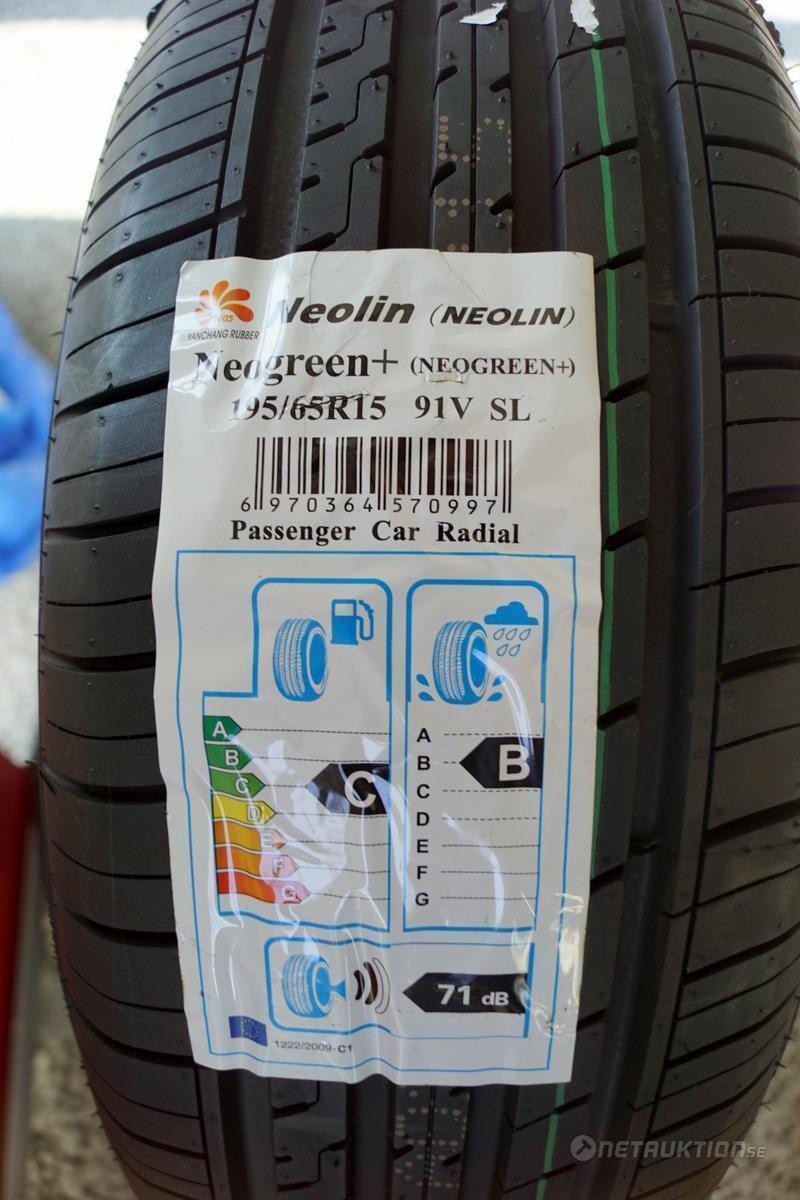 Neolin (NEOLIN)
YANCHANG RUBBER
Neogreen+ (NEOGREEN+)
195/65R15 91V SL
6 970364 570997
Passenger Car Radial
A
B
C
D
E
F
G
C
A
B
C
D
E
F
G
B
71 dB
1222/2009-C1
NETAUKTION.SE